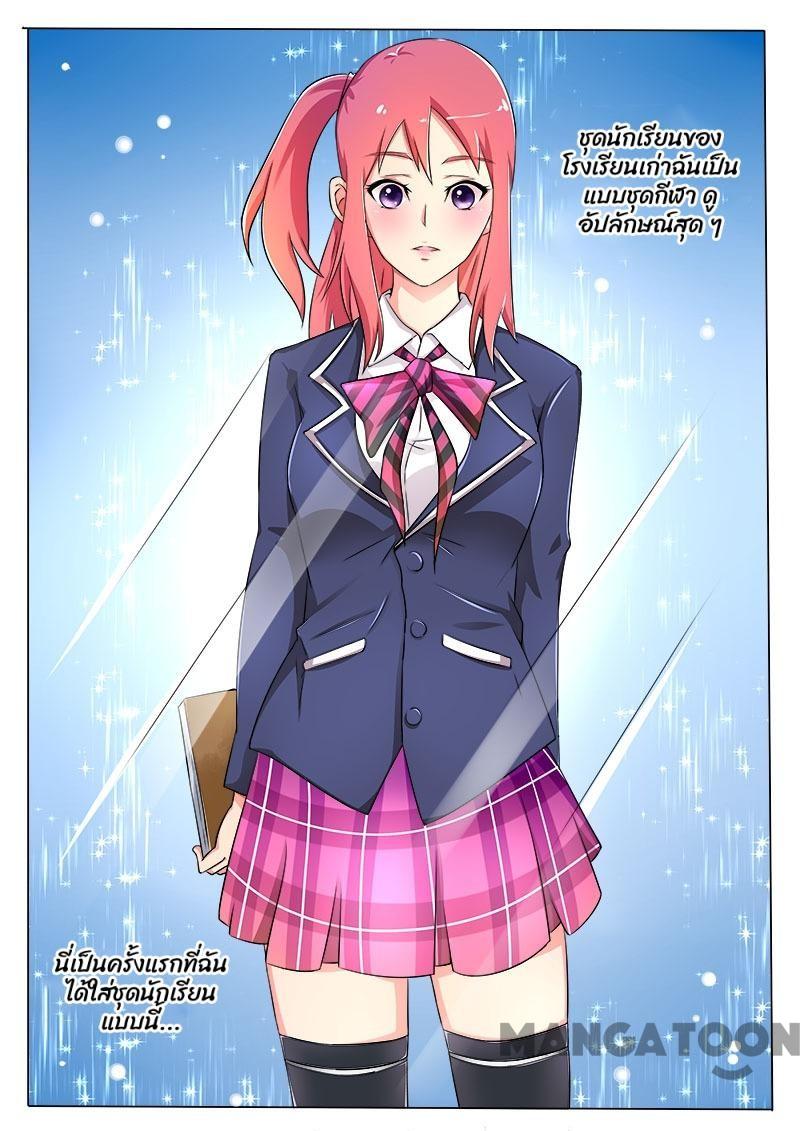 ชุดนักเรียนของ
โรงเรียนเก่าฉันเป็น
แบบชุดกีฬา ดู
อัปลักษณ์สุด ๆ
นี่เป็นครั้งแรกที่ฉัน
ได้ใส่ชุดนักเรียน
แบบนี้...
MANGATOON